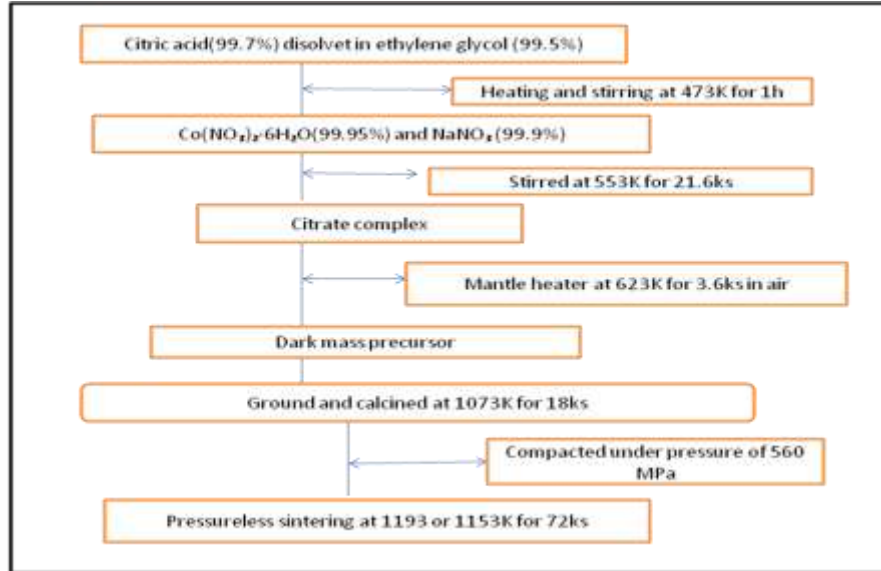 Citric acid(99.7%) disolvet in ethylene glycol (99.5%)
Heating and stirring at 473K for 1h
Co(NO₃)₂·6H₂O(99.95%) and NaNO₃ (99.9%)
Stirred at 553K for 21.6ks
Citrate complex
Mantle heater at 623K for 3.6ks in air
Dark mass precursor
Ground and calcined at 1073K for 18ks
Compacted under pressure of 560
MPa
Pressureless sintering at 1193 or 1153K for 72ks